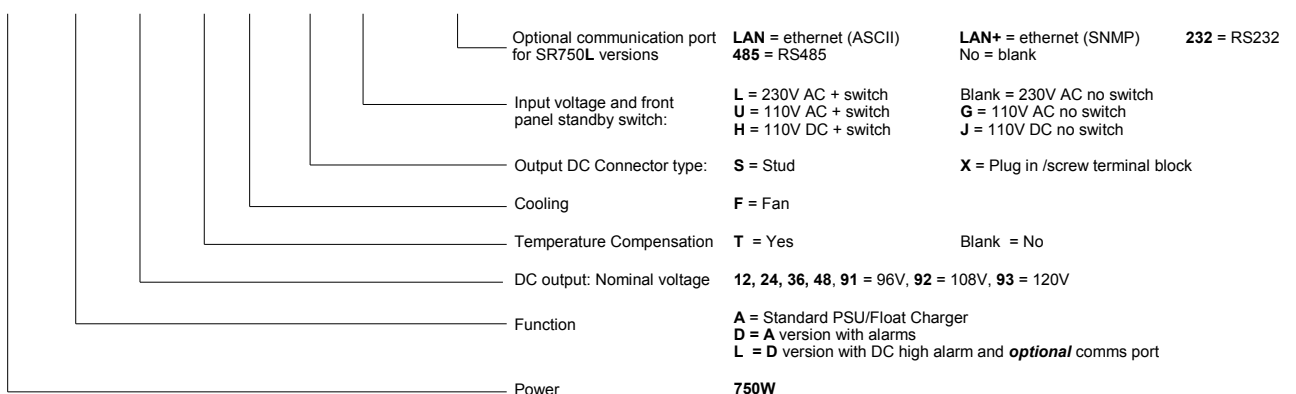 Optional communication port LAN = ethernet (ASCII) LAN+ = ethernet (SNMP) 232 = RS232
for SR750L versions 485 = RS485 No = blank
L = 230V AC + switch Blank = 230V AC no switch
Input voltage and front U = 110V AC + switch G = 110V AC no switch
panel standby switch: H = 110V DC + switch J = 110V DC no switch
Output DC Connector type: S = Stud X = Plug in /screw terminal block
Cooling F = Fan
Temperature Compensation T = Yes Blank = No
DC output: Nominal voltage 12, 24, 36, 48, 91 = 96V, 92 = 108V, 93 = 120V
A = Standard PSU/Float Charger
Function D = A version with alarms
L = D version with DC high alarm and optional comms port
Power 750W